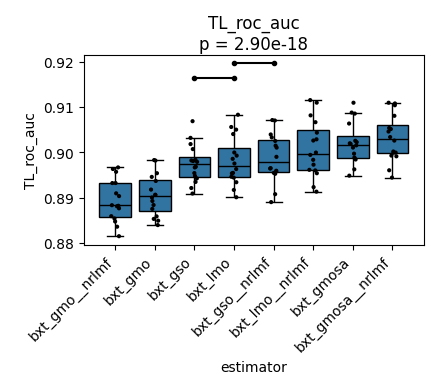 TL_roc_auc
p = 2.90e-18
0.92
0.91
0.90
0.89
0.88
TL_roc_auc
bxt_gmo__nrlmf
bxt_gmo
bxt_gso
bxt_lmo
bxt_gso__nrlmf
bxt_lmo__nrlmf
bxt_gmosa
bxt_gmosa__nrlmf
estimator